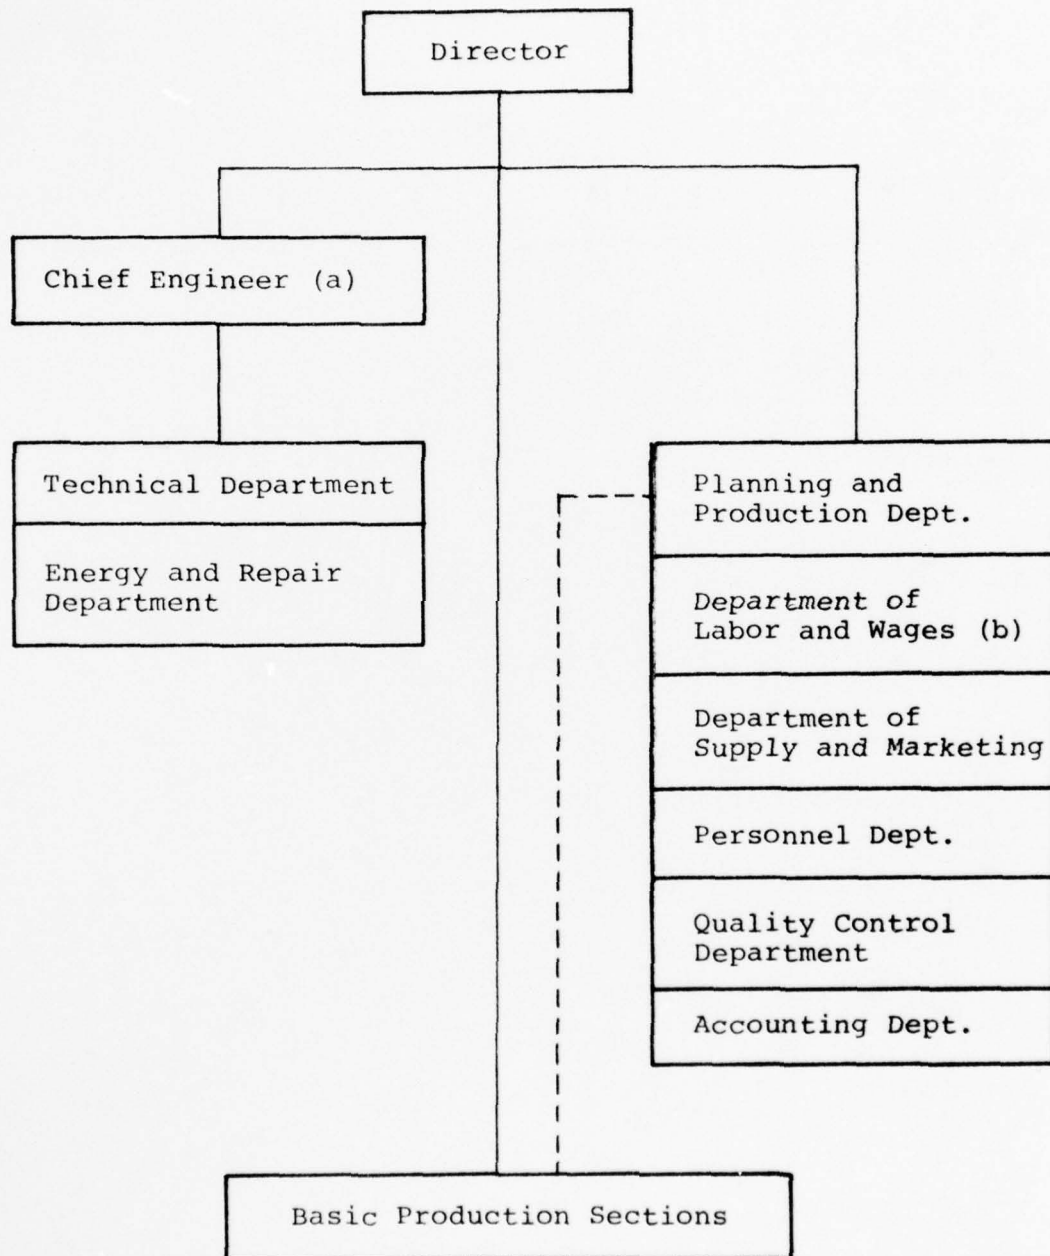 Director
Chief Engineer (a)
Technical Department
Energy and Repair
Department
Planning and
Production Dept.
Department of
Labor and Wages (b)
Department of
Supply and Marketing
Personnel Dept.
Quality Control
Department
Accounting Dept.
Basic Production Sections